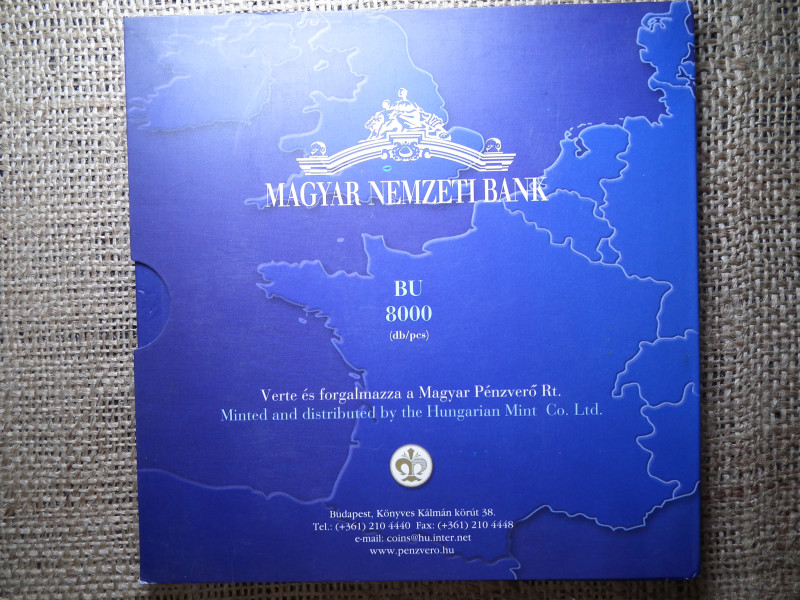 MAGYAR NEMZETI BANK
BU
8000
(db/pcs)
Verte és forgalmazza a Magyar Pénzverő Rt.
Minted and distributed by the Hungarian Mint Co. Ltd.
Budapest, Könyves Kálmán körút 38.
Tel.: (+361) 210 4440 Fax: (+361) 210 4448
e-mail: coins@hu.inter.net
www.penzvero.hu